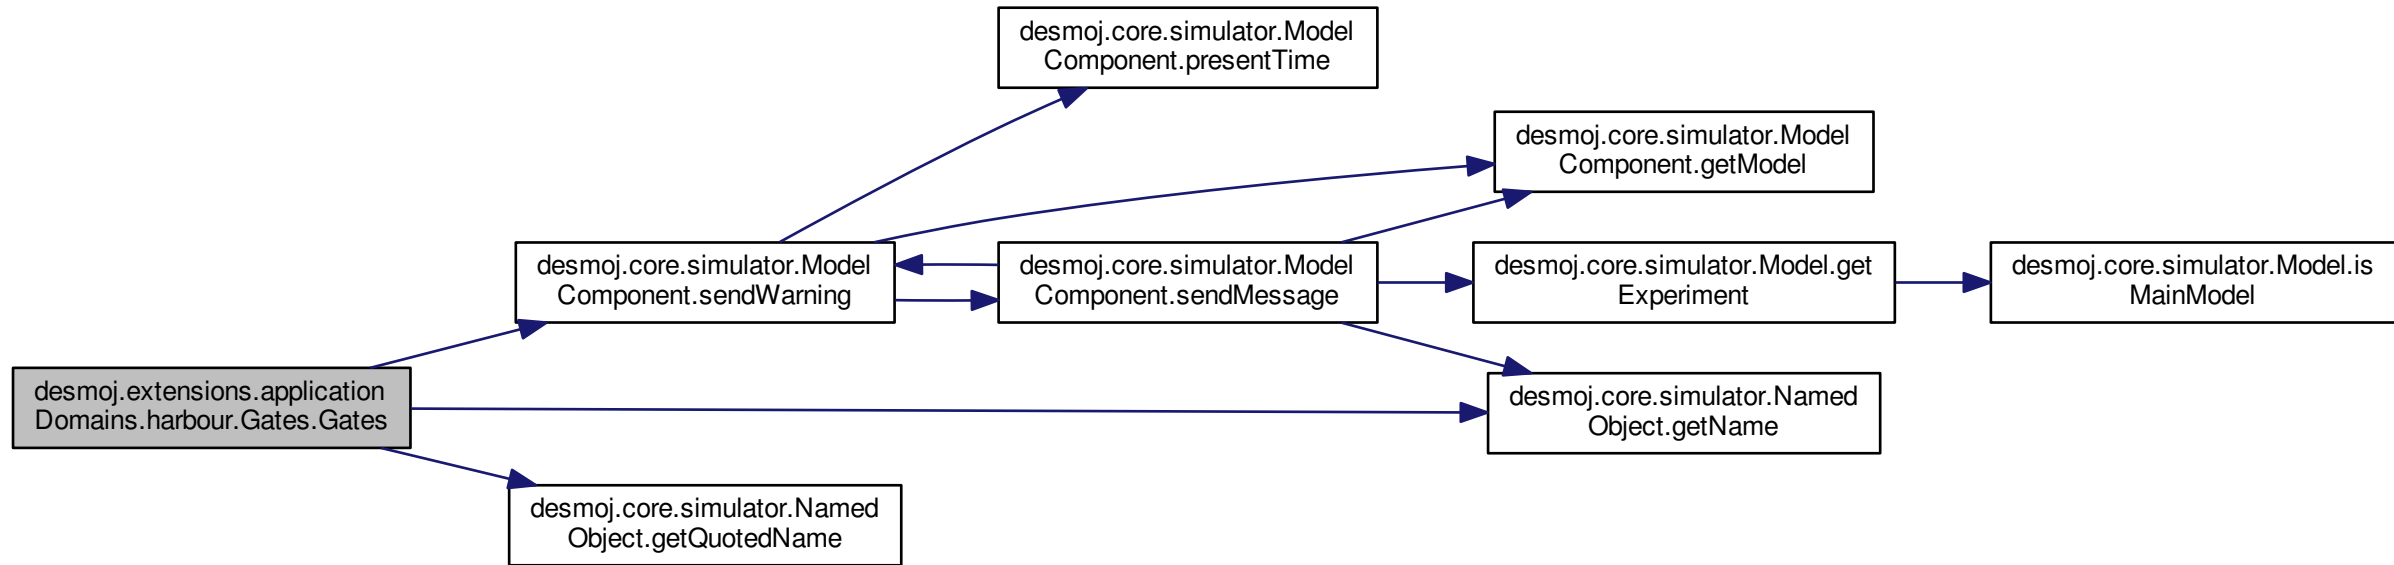 desmoj.core.simulator.Model
Component.presentTime
desmoj.core.simulator.Model
Component.getModel
desmoj.core.simulator.Model
Component.sendWarning
desmoj.core.simulator.Model
Component.sendMessage
desmoj.core.simulator.Model.get
Experiment
desmoj.core.simulator.Model.is
MainModel
desmoj.extensions.application
Domains.harbour.Gates.Gates
desmoj.core.simulator.Named
Object.getName
desmoj.core.simulator.Named
Object.getQuotedName